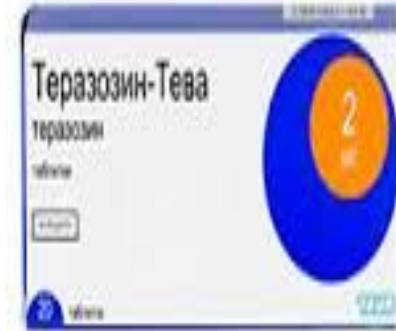 Теразозин-Тева
теразозин
таблетки
2
мг
20 таблетки